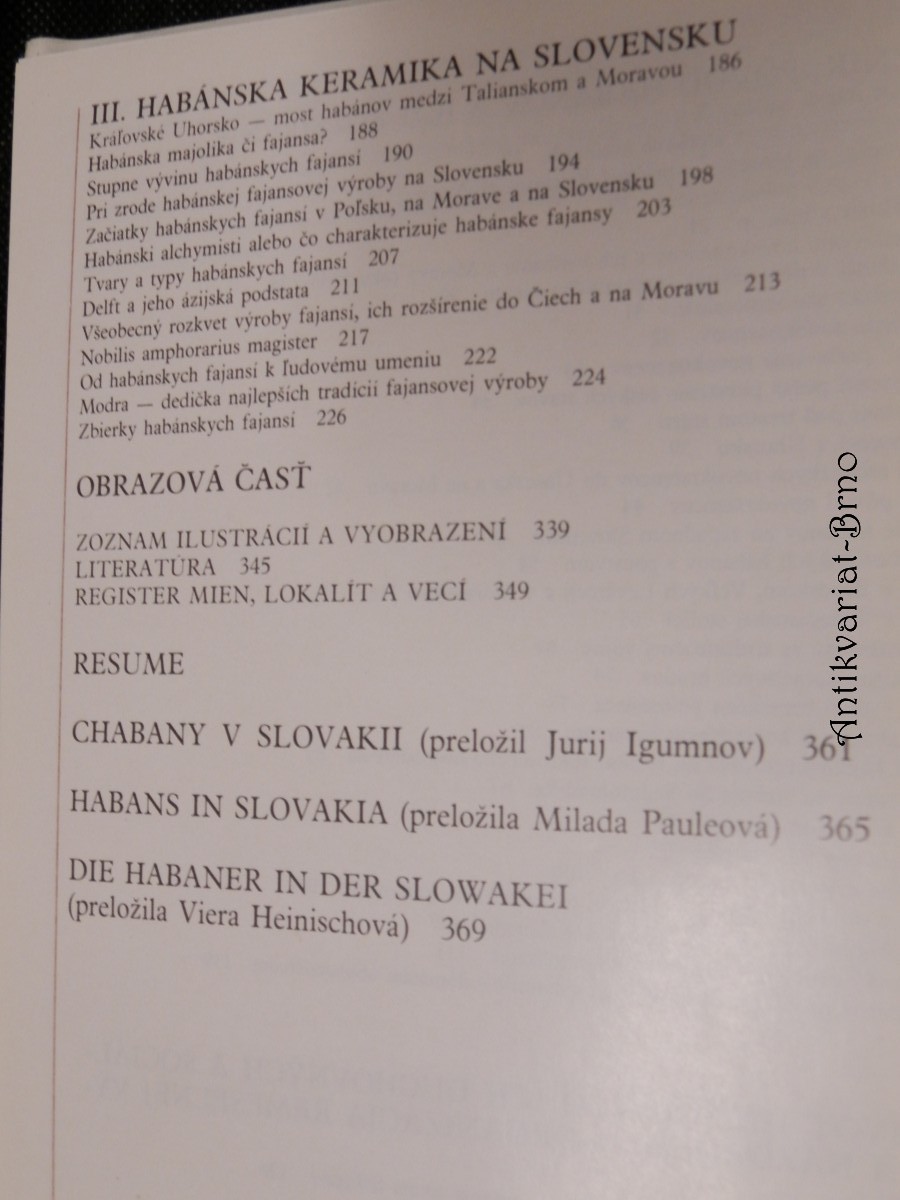 III. HABÁNSKA KERAMIKA NA SLOVENSKU
Kráľovské Uhorsko — most habánov medzi Talianskom a Moravou 186
Habánska majolika či fajansa? 188
Stupne vývinu habánskych fajansí 190
Pri zrode habánskej fajansovej výroby na Slovensku 194
Začiatky habánskych fajansí v Poľsku, na Morave a na Slovensku 198
Habánski alchymisti alebo čo charakterizuje habánske fajansy 203
Tvary a typy habánskych fajansí 207
Delft a jeho ázijská podstata 211
Všeobecný rozkvet výroby fajansí, ich rozšírenie do Čiech a na Moravu 213
Nobilis amphorarius magister 217
Od habánskych fajansí k ľudovému umeniu 222
Modra — dedička najlepších tradícií fajansovej výroby 224
Zbierky habánskych fajansí 226
OBRAZOVÁ ČASŤ
ZOZNAM ILUSTRÁCIÍ A VYOBRAZENÍ 339
LITERATÚRA 345
REGISTER MIEN, LOKALÍT A VECÍ 349
RESUME
CHABANY V SLOVAKII (preložil Jurij Igumnov) 361
HABANS IN SLOVAKIA (preložila Milada Pauleová) 365
DIE HABANER IN DER SLOWAKEI
(preložila Viera Heinischová) 369
Antikvariat-Brno